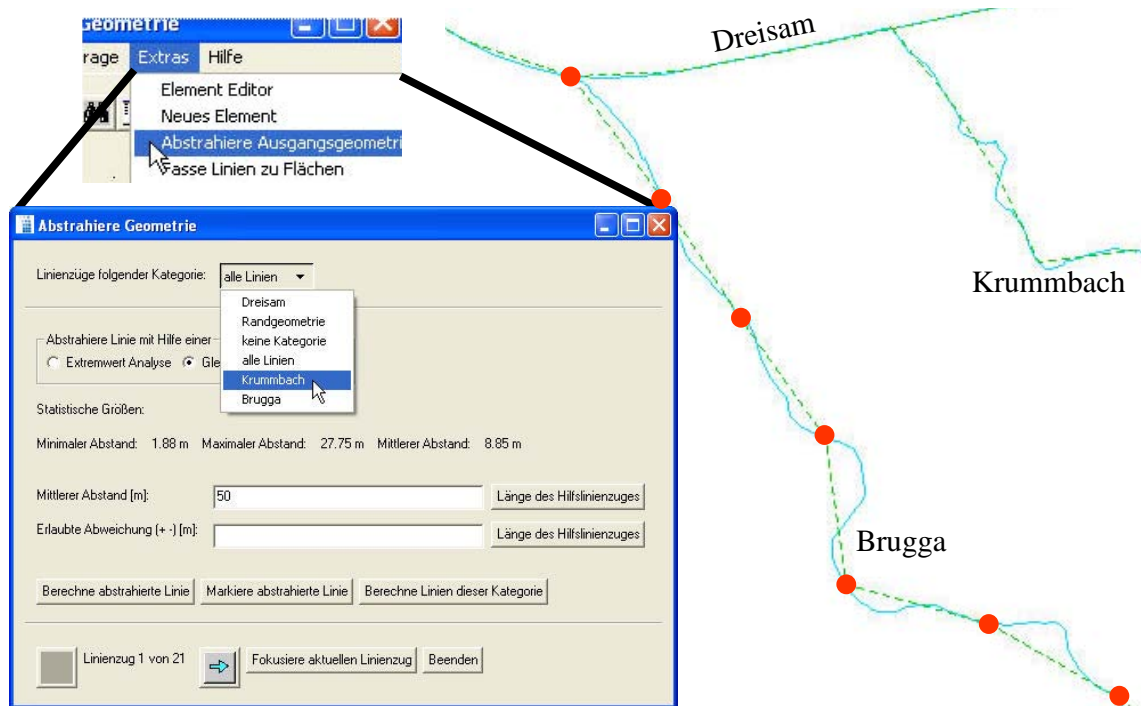 Geometrie
rage Extras Hilfe
Element Editor
Neues Element
Abstrahiere Ausgangsgeometri
Fasse Linien zu Flächen
Dreisam
Krummbach
Brugga
Abstrahiere Geometrie
Linienzüge folgender Kategorie: alle Linien
Dreisam
Randgeometrie
keine Kategorie
alle Linien
Krummbach
Brugga
Abstrahiere Linie mit Hilfe einer
Extremwert Analyse Gle
Statistische Größen:
Minimaler Abstand: 1.88 m Maximaler Abstand: 27.75 m Mittlerer Abstand: 8.85 m
Mittlerer Abstand [m]: 50 Länge des Hilfslinienzuges
Erlaubte Abweichung (+ -) [m]: Länge des Hilfslinienzuges
Berechne abstrahierte Linie Markiere abstrahierte Linie Berechne Linien dieser Kategorie
Linienzug 1 von 21 Fokusiere aktuellen Linienzug Beenden